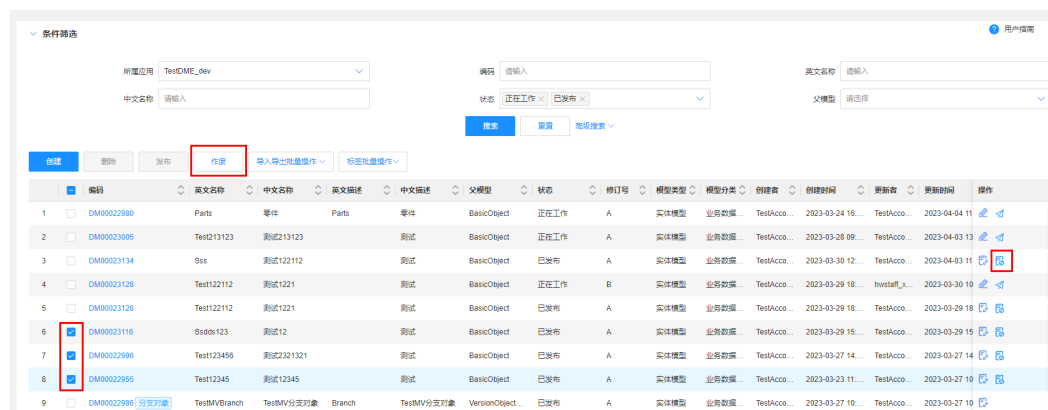 条件筛选 用户指南
所属应用 TestDME_dev 编码 请输入 英文名称 请输入
中文名称 请输入 状态 正在工作 × 已发布 × 父模型 请选择
搜索 重置 高级搜索
创建 删除 发布 作废 导入导出批量操作 标签批量操作
编码 英文名称 中文名称 英文描述 中文描述 父模型 状态 修订号 模型类型 模型分类 创建者 创建时间 更新者 更新时间 操作
1 DM00022980 Parts 零件 Parts 零件 BasicObject 正在工作 A 实体模型 业务数据... TestAcco... 2023-03-24 16:... TestAcco... 2023-04-04 11
2 DM00023005 Test213123 测试213123 测试 BasicObject 正在工作 A 实体模型 业务数据... TestAcco... 2023-03-28 09:... TestAcco... 2023-04-03 13
3 DM00023134 Sss 测试122112 测试 BasicObject 已发布 A 实体模型 业务数据... TestAcco... 2023-03-30 12:... TestAcco... 2023-04-03 11
4 DM00023128 Test122112 测试1221 测试 BasicObject 正在工作 B 实体模型 业务数据... TestAcco... 2023-03-29 18:... hwstaff_x... 2023-03-30 10
5 DM00023128 Test122112 测试1221 测试 BasicObject 已发布 A 实体模型 业务数据... TestAcco... 2023-03-29 18:... TestAcco... 2023-03-29 18
6 DM00023116 Ssdds123 测试12 测试 BasicObject 已发布 A 实体模型 业务数据... TestAcco... 2023-03-29 15:... TestAcco... 2023-03-29 15
7 DM00022996 Test123456 测试2321321 测试 BasicObject 已发布 A 实体模型 业务数据... TestAcco... 2023-03-27 14:... TestAcco... 2023-03-27 14
8 DM00022955 Test12345 测试12345 测试 BasicObject 已发布 A 实体模型 业务数据... TestAcco... 2023-03-23 11:... TestAcco... 2023-03-27 10
9 DM00022986 分支对象 TestMVBranch TestMV分支对象 Branch TestMV分支对象 VersionObject... 已发布 A 实体模型 业务数据... TestAcco... 2023-03-27 10:... TestAcco... 2023-03-27 10